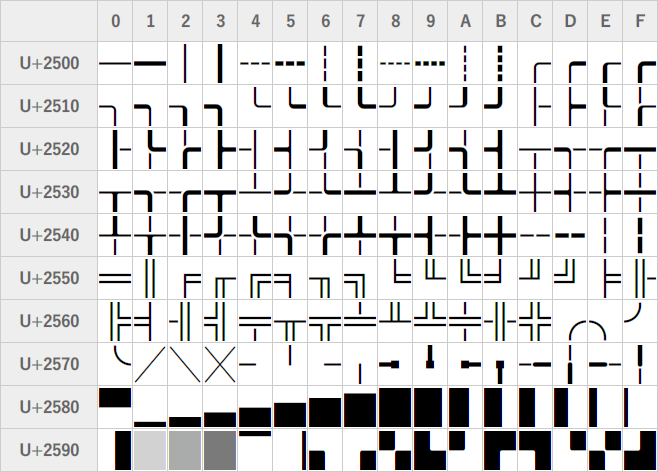 0 1 2 3 4 5 6 7 8 9 A B C D E F
U+2500 ─ ━ │ ┃ ┄ ┅ ┆ ┇ ┈ ┉ ┊ ┋ ┌ ┍ ┎ ┏
U+2510 ┐ ┑ ┒ ┓ └ ┕ ┖ ┗ ┘ ┙ ┚ ┛ ├ ┝ ┞ ┟
U+2520 ┠ ┡ ┢ ┣ ┤ ┥ ┦ ┧ ┨ ┩ ┪ ┫ ┬ ┭ ┮ ┯
U+2530 ┰ ┱ ┲ ┳ ┴ ┵ ┶ ┷ ┸ ┹ ┺ ┻ ┼ ┽ ┾ ┿
U+2540 ╀ ╁ ╂ ╃ ╄ ╅ ╆ ╇ ╈ ╉ ╊ ╋ ╌ ╍ ╎ ╏
U+2550 ═ ║ ╒ ╓ ╔ ╕ ╖ ╗ ╘ ╙ ╚ ╛ ╜ ╝ ╞ ╟
U+2560 ╠ ╡ ╢ ╣ ╤ ╥ ╦ ╧ ╨ ╩ ╪ ╫ ╬ ╭ ╮ ╯
U+2570 ╰ ╱ ╲ ╳ ╴ ╵ ╶ ╷ ╸ ╹ ╺ ╻ ╼ ╽ ╾ ╿
U+2580 ▀ ▁ ▂ ▃ ▄ ▅ ▆ ▇ █ ▉ ▊ ▋ ▌ ▍ ▎ ▏
U+2590 ▐ ░ ▒ ▓ ▔ ▕ ▖ ▗ ▘ ▙ ▚ ▛ ▜ ▝ ▞ ▟